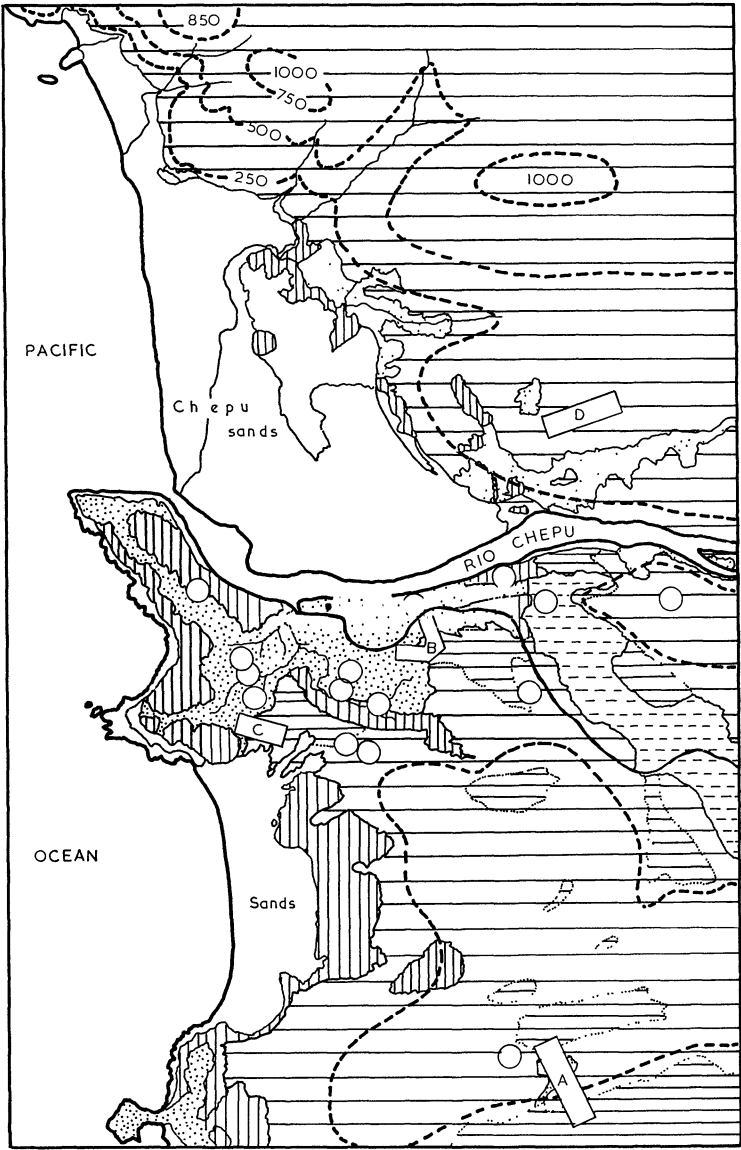 850
1000
750
500
250
1000
PACIFIC
Chepu
sands
D
RIO CHEPU
B
C
OCEAN
Sands
A